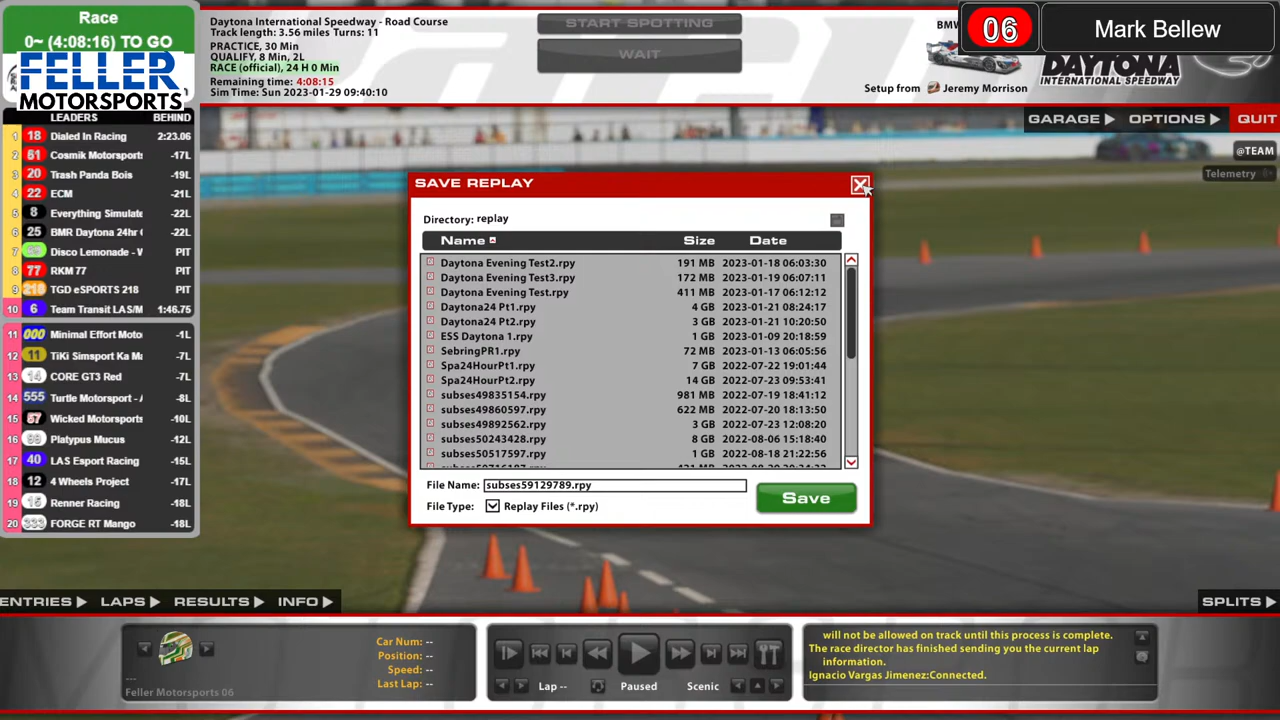 Race
0~ (4:08:16) TO GO
FELLER
MOTORSPORTS
LEADERS BEHIND
1 18 Dialed In Racing 2:23.06
2 51 Cosmik Motorsports -17L
3 20 Trash Panda Bois -19L
4 22 ECM -21L
5 8 Everything Simulate -22L
6 25 BMR Daytona 24hr -22L
7 Disco Lemonade - V PIT
8 77 RKM 77 PIT
9 218 TGD eSPORTS 218 PIT
10 6 Team Transit LAS/M 1:46.75
11 000 Minimal Effort Motor -1L
12 11 TiKi Simsport Ka Ma -7L
13 14 CORE GT3 Red -7L
14 555 Turtle Motorsport - A -8L
15 67 Wicked Motorsports -10L
16 99 Platypus Mucus -12L
17 40 LAS Esport Racing -15L
18 12 4 Wheels Project -17L
19 15 Renner Racing -18L
20 333 FORGE RT Mango -18L
Daytona International Speedway - Road Course
Track length: 3.56 miles Turns: 11
PRACTICE, 30 Min
QUALIFY, 8 Min, 2L
RACE (official), 24 H 0 Min
Remaining time: 4:08:15
Sim Time: Sun 2023-01-29 09:40:10
START SPOTTING
WAIT
BMW
06
Mark Bellew
DAYTONA
INTERNATIONAL SPEEDWAY
Setup from Jeremy Morrison
GARAGE OPTIONS QUIT
@TEAM
Telemetry
SAVE REPLAY
Directory: replay
Name Size Date
Daytona Evening Test2.rpy 191 MB 2023-01-18 06:03:30
Daytona Evening Test3.rpy 172 MB 2023-01-19 06:07:11
Daytona Evening Test.rpy 411 MB 2023-01-17 06:12:12
Daytona24 Pt1.rpy 4 GB 2023-01-21 08:24:17
Daytona24 Pt2.rpy 3 GB 2023-01-21 10:20:50
ESS Daytona 1.rpy 1 GB 2023-01-09 20:18:59
SebringPR1.rpy 72 MB 2023-01-13 06:05:56
Spa24HourPt1.rpy 7 GB 2022-07-22 19:01:44
Spa24HourPt2.rpy 14 GB 2022-07-23 09:53:41
subses49835154.rpy 981 MB 2022-07-19 18:41:12
subses49860597.rpy 622 MB 2022-07-20 18:13:50
subses49892562.rpy 3 GB 2022-07-23 12:08:20
subses50243428.rpy 8 GB 2022-08-06 15:18:40
subses50517597.rpy 1 GB 2022-08-18 21:22:56
File Name: subses59129789.rpy
File Type: Replay Files (*.rpy)
Save
ENTRIES LAPS RESULTS INFO
SPLITS
---
Feller Motorsports 06
Car Num: --
Position: --
Speed: --
Last Lap: --
Lap -- Paused Scenic
will not be allowed on track until this process is complete.
The race director has finished sending you the current lap
information.
Ignacio Vargas Jimenez:Connected.